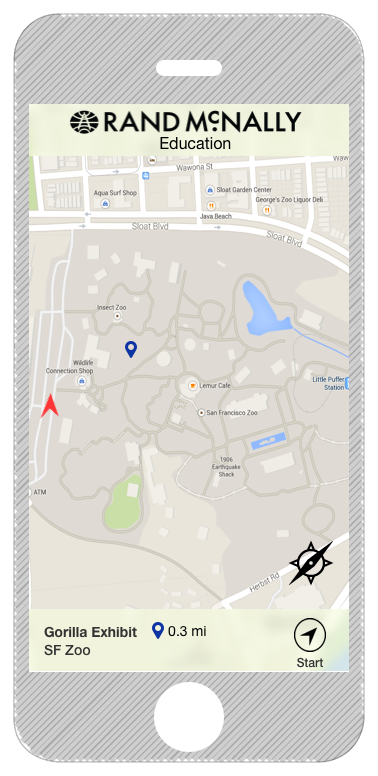 RAND McNALLY
Education
Wawona St
Waw
Aqua Surf Shop
Sloat Garden Center
George's Zoo Liquor Deli
Java Beach
Sloat Blvd
Sloat Blvd
Insect Zoo
Wildlife
Connection Shop
Lemur Cafe
Little Puffer
Station
San Francisco Zoo
1906
Earthquake
Shack
ATM
Herbst Rd
Gorilla Exhibit 0.3 mi
SF Zoo
Start